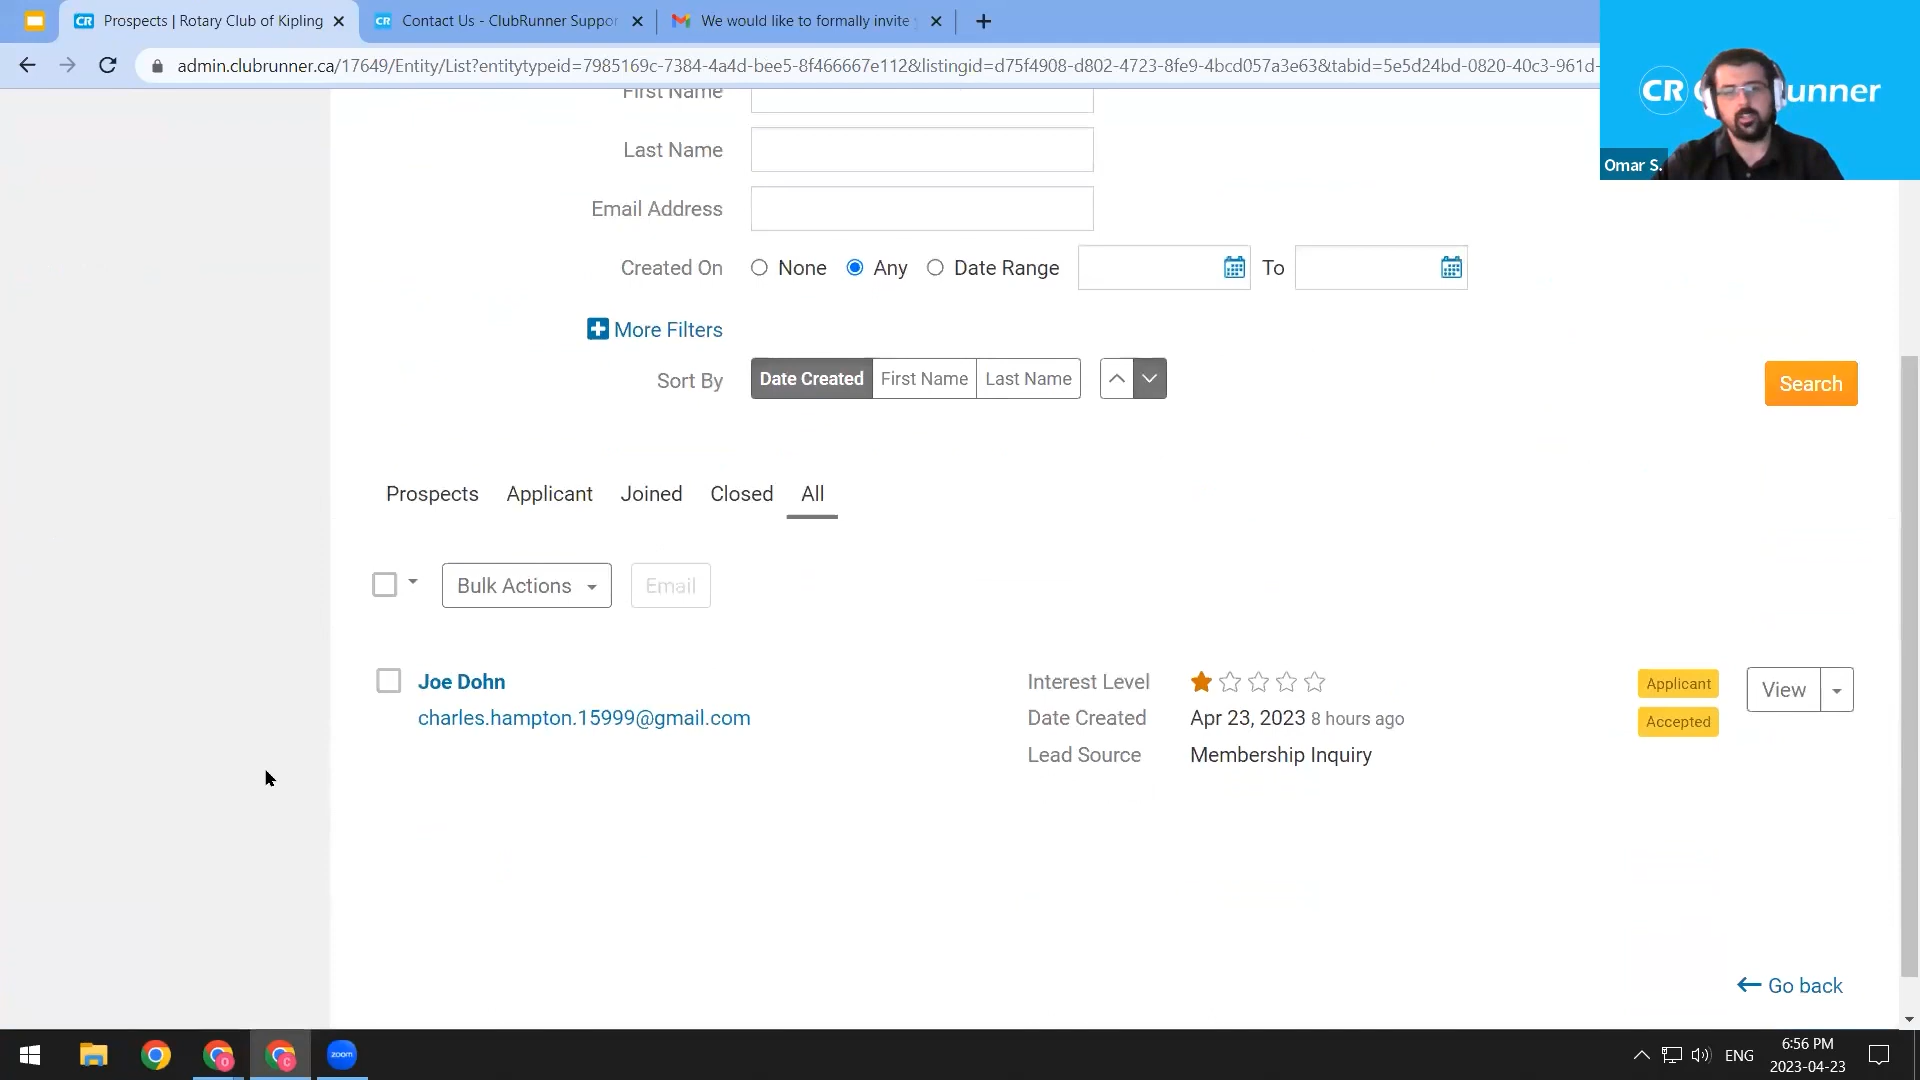 Prospects | Rotary Club of Kipling
Contact Us - ClubRunner Suppor
We would like to formally invite
admin.clubrunner.ca/17649/Entity/List?entitytypeid=7985169c-7384-4a4d-bee5-8f466667e112&listingid=d75f4908-d802-4723-8fe9-4bcd057a3e63&tabid=5e5d24bd-0820-40c3-961d-
CR C unner
Omar S.
First Name
Last Name
Email Address
Created On None Any Date Range To
More Filters
Sort By Date Created First Name Last Name
Search
Prospects Applicant Joined Closed All
Bulk Actions Email
Joe Dohn Interest Level Applicant View
charles.hampton.15999@gmail.com Date Created Apr 23, 2023 8 hours ago Accepted
Lead Source Membership Inquiry
Go back
zoom
ENG
6:56 PM
2023-04-23